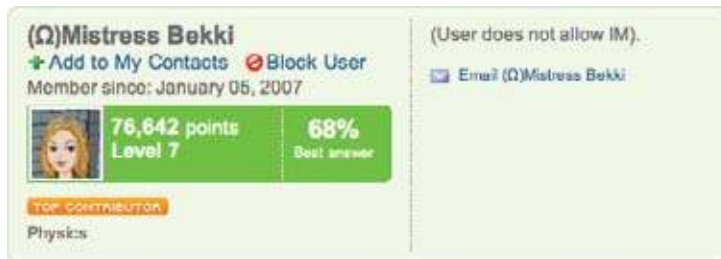 (Ω)Mistress Bekki
Add to My Contacts Block User
Member since: January 05, 2007
76,642 points
Level 7
68%
Best answer
TOP CONTRIBUTOR
Physics
(User does not allow IM).
Email (Ω)Mistress Bekki